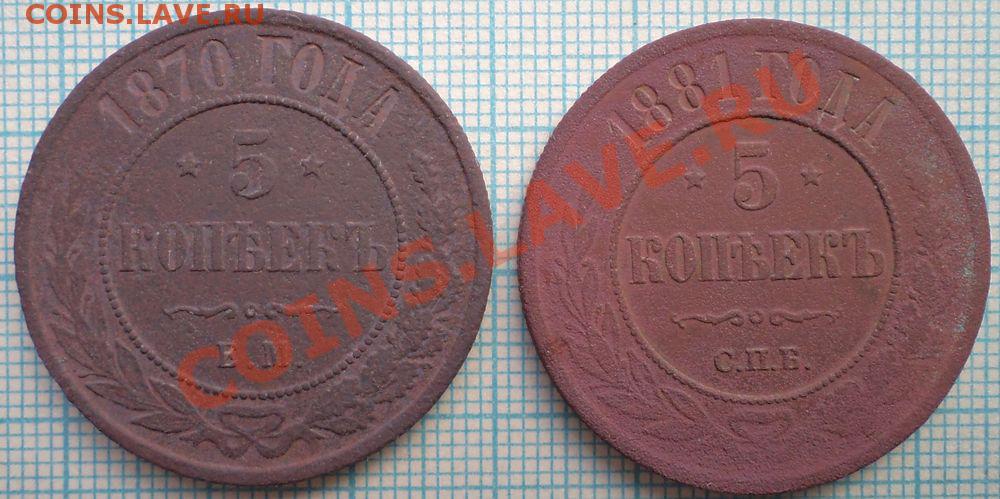 COINS.LAVE.RU
1870 ГОДА
5
КОПѢЕКЪ
Е.М.
1881 ГОДА
5
КОПѢЕКЪ
С.П.Б.
COINS.LAVE.RU